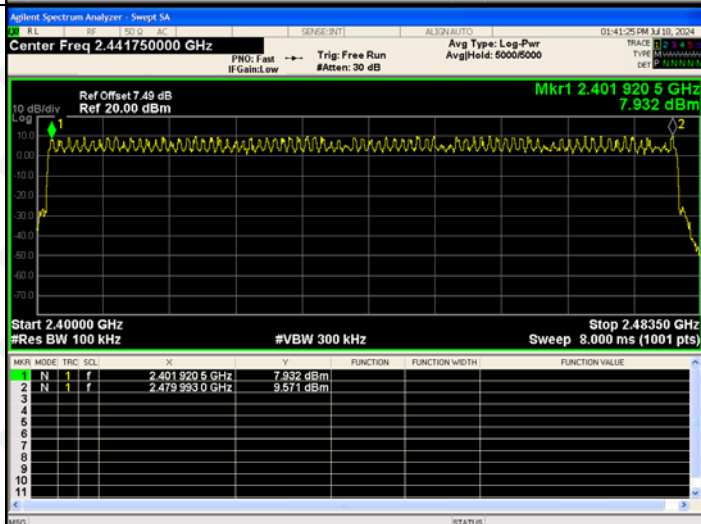 Agilent Spectrum Analyzer - Swept SA
RL RF 50 Ω AC SENSE:INT ALIGN AUTO 01:41:25 PM Jul 18, 2024
Center Freq 2.441750000 GHz
PNO: Fast
IFGain:Low
Trig: Free Run
#Atten: 30 dB
Avg Type: Log-Pwr
Avg|Hold: 5000/5000
TRACE 1 2 3 4 5 6
TYPE M
DET P N N N N N
Ref Offset 7.49 dB
Ref 20.00 dBm
10 dB/div
Log
Mkr1 2.401 920 5 GHz
7.932 dBm
1
2
10.0
0.00
-10.0
-20.0
-30.0
-40.0
-50.0
-60.0
-70.0
Start 2.40000 GHz Stop 2.48350 GHz
#Res BW 100 kHz #VBW 300 kHz Sweep 8.000 ms (1001 pts)
MKR MODE TRC SCL X Y FUNCTION FUNCTION WIDTH FUNCTION VALUE
1 N 1 f 2.401 920 5 GHz 7.932 dBm
2 N 1 f 2.479 993 0 GHz 9.571 dBm
3
4
5
6
7
8
9
10
11
MSG STATUS